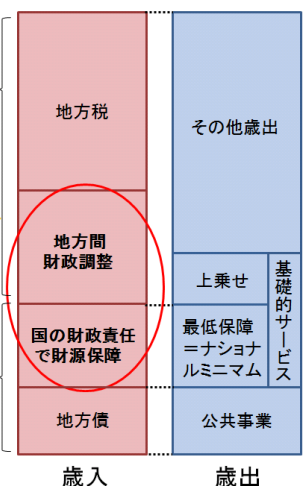 地方税
地方間
財政調整
国の財政責任
で財源保障
地方債
歳入
その他歳出
上乗せ
基礎的サービス
最低保障
＝ナショナ
ルミニマム
公共事業
歳出